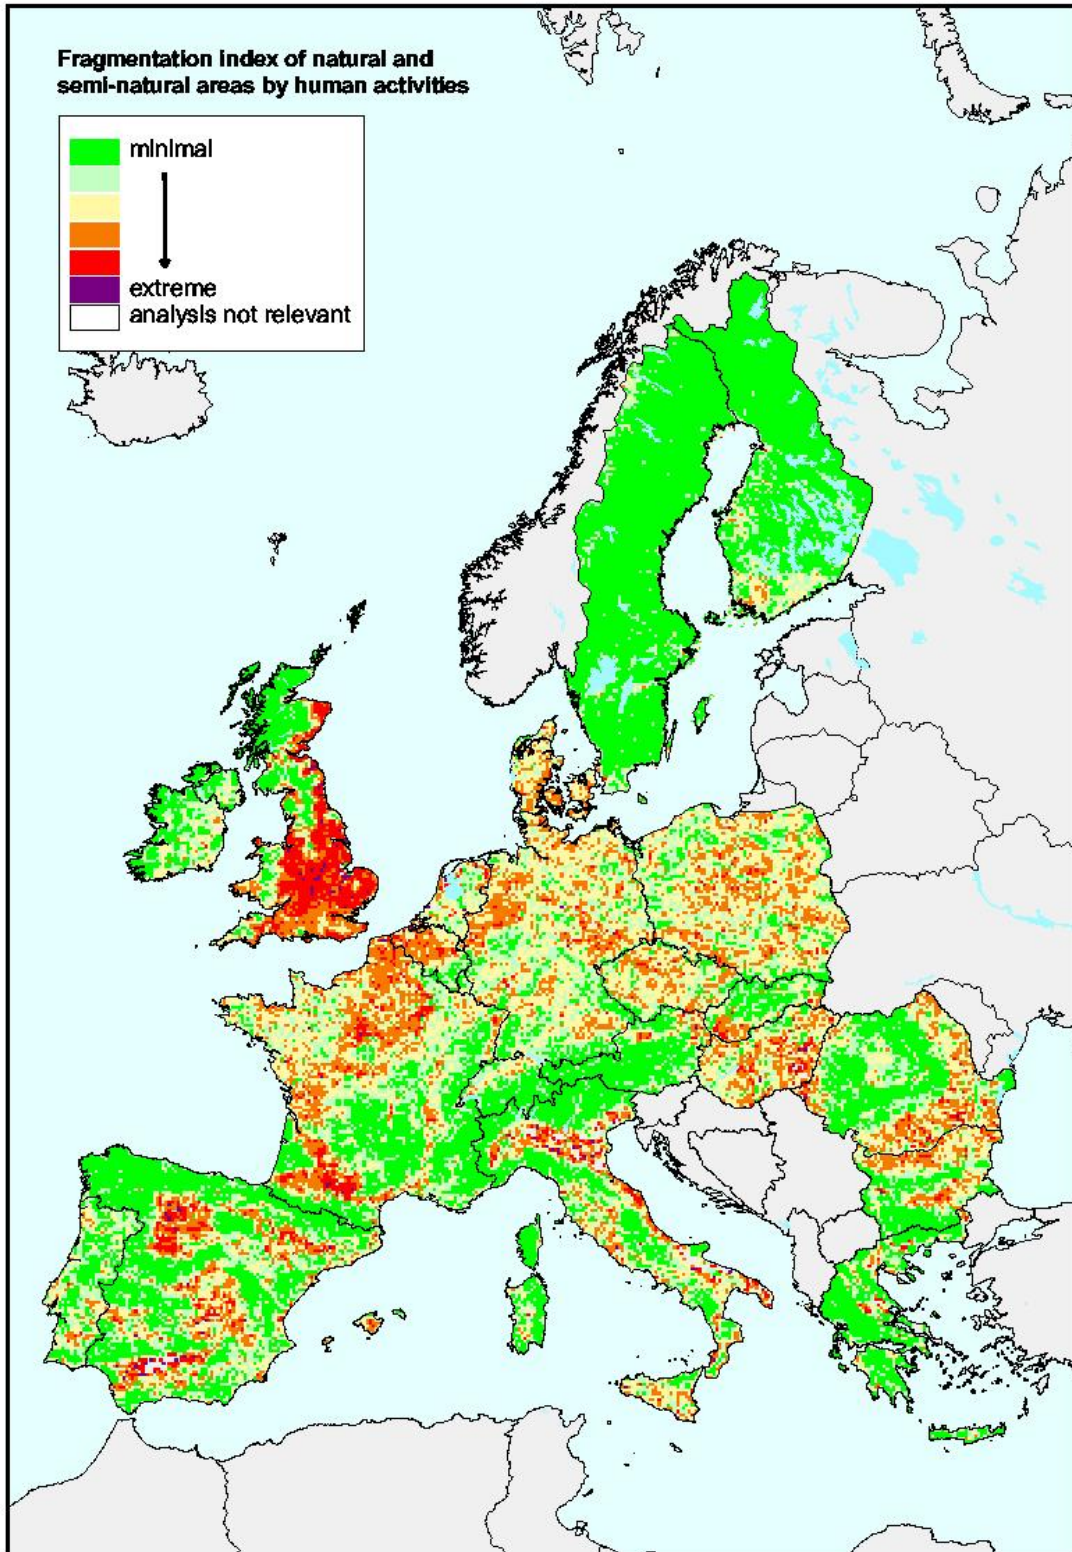 Fragmentation index of natural and
semi-natural areas by human activities
minimal
extreme
analysis not relevant